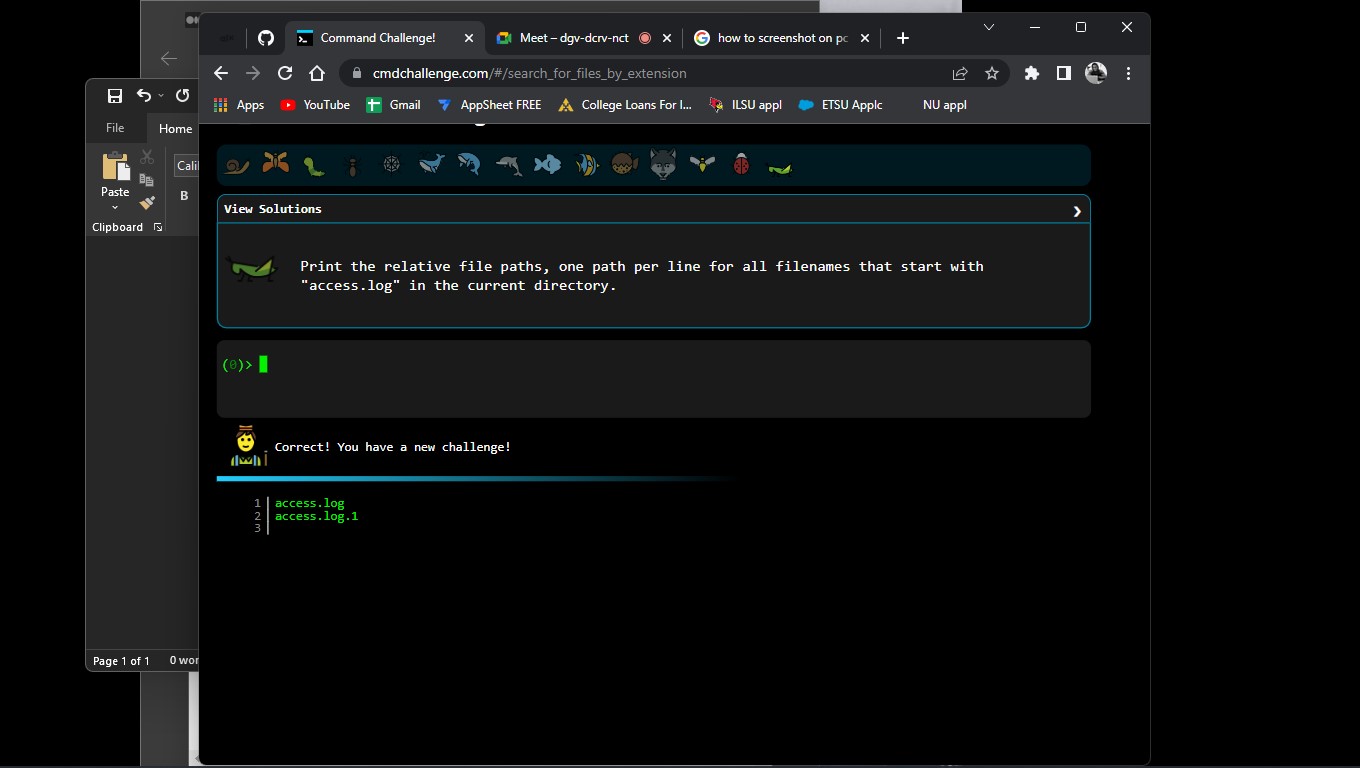 Command Challenge!
Meet – dgv-dcrv-nct
how to screenshot on pc
cmdchallenge.com/#/search_for_files_by_extension
Apps
YouTube
Gmail
AppSheet FREE
College Loans For I...
ILSU appl
ETSU Applc
NU appl
File
Home
Paste
Clipboard
B
View Solutions
Print the relative file paths, one path per line for all filenames that start with
"access.log" in the current directory.
(0)>
Correct! You have a new challenge!
1 access.log
2 access.log.1
3
Page 1 of 1
0